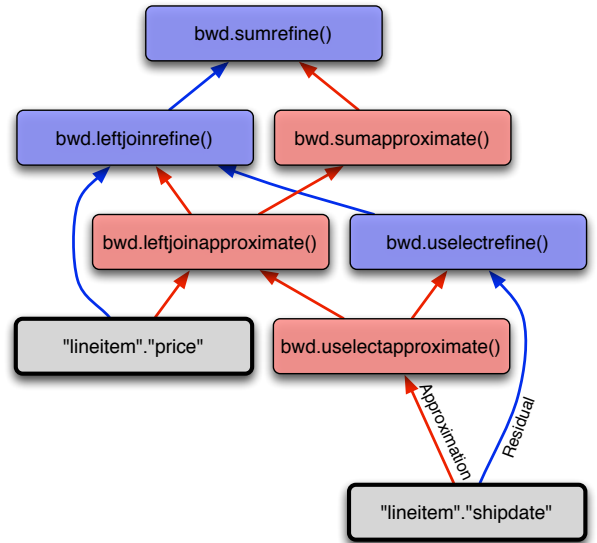 bwd.sumrefine()
bwd.leftjoinrefine()
bwd.sumapproximate()
bwd.leftjoinapproximate()
bwd.uselectrefine()
"lineitem"."price"
bwd.uselectapproximate()
Approximation
Residual
"lineitem"."shipdate"